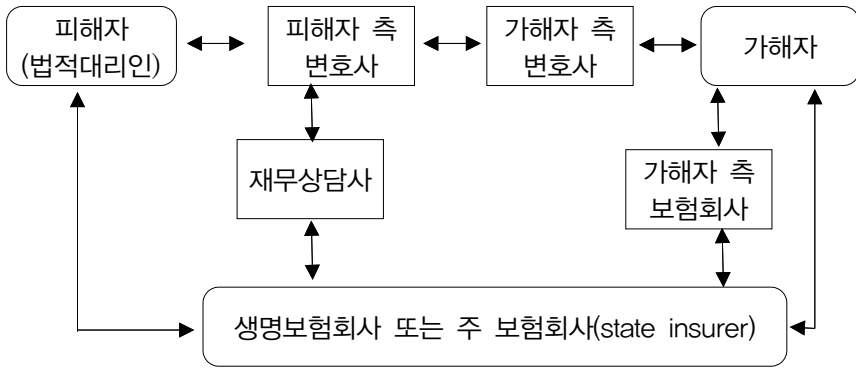 피해자
(법적대리인)
피해자 측
변호사
가해자 측
변호사
가해자
재무상담사
가해자 측
보험회사
생명보험회사 또는 주 보험회사(state insurer)